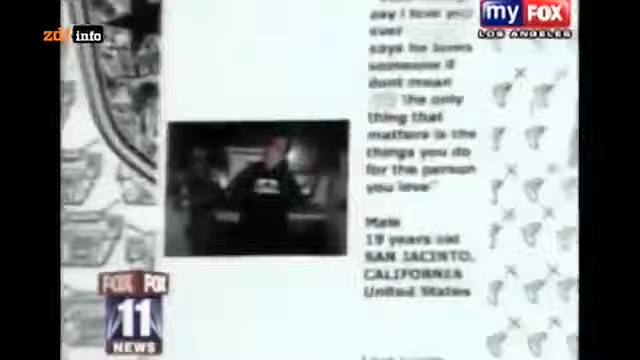 zdf info
my FOX
LOS ANGELES
say I love you
over
says he loves
someone it
dont mean
the only
thing that
matters is the
things you do
for the person
you love"
Male
19 years old
SAN JACINTO,
CALIFORNIA
United States
FOX FOX
11
NEWS